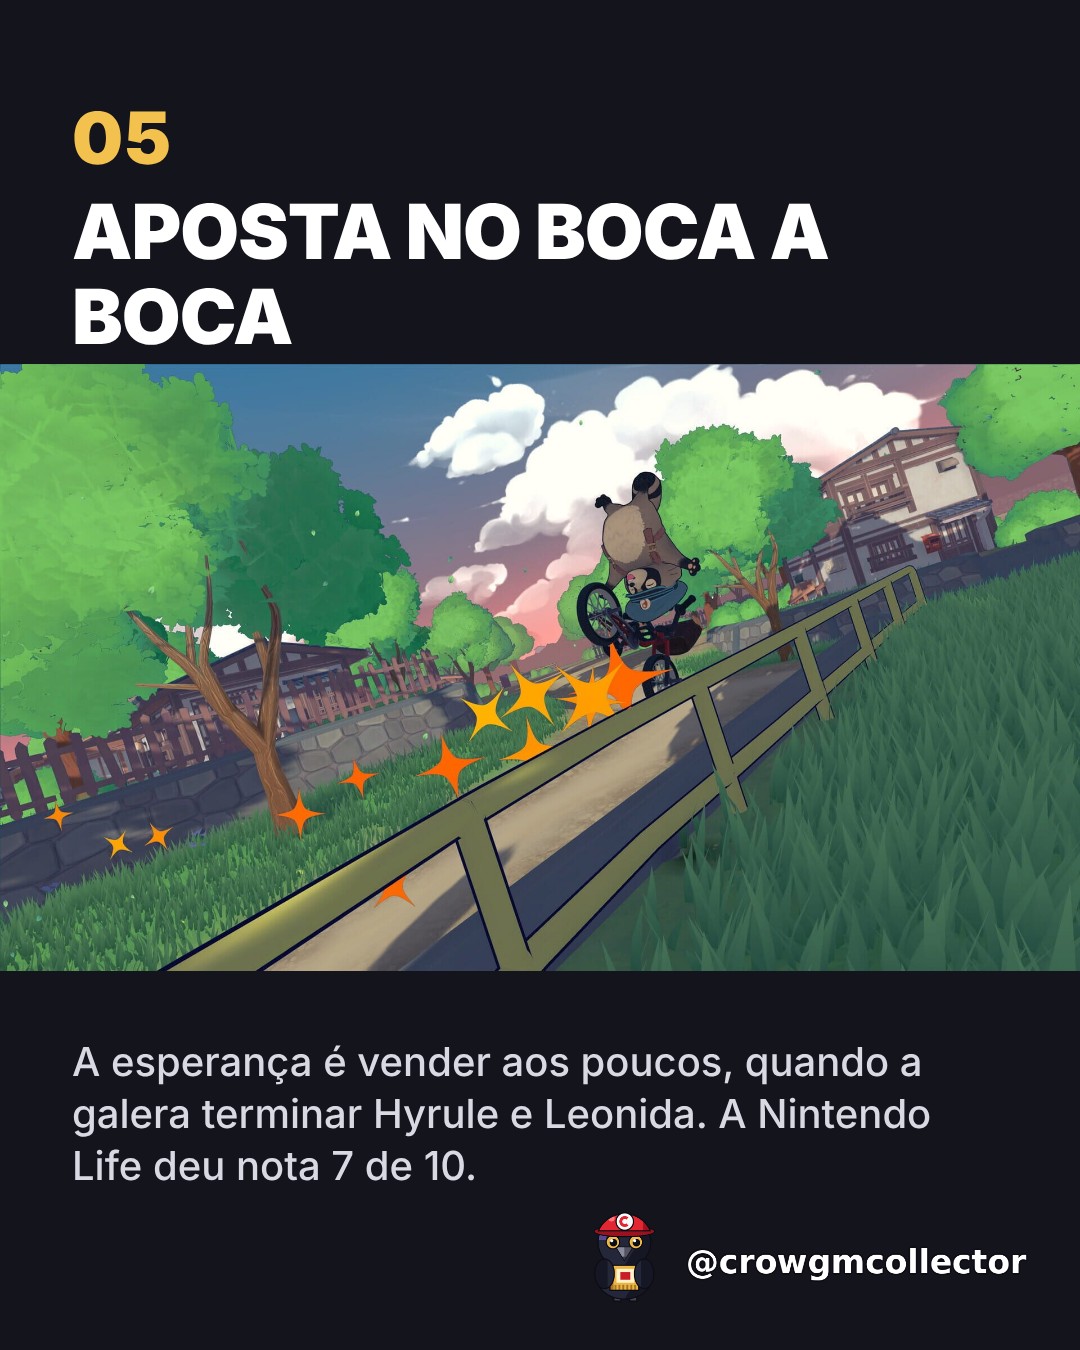 05
APOSTA NO BOCA A
BOCA
A esperança é vender aos poucos, quando a
galera terminar Hyrule e Leonida. A Nintendo
Life deu nota 7 de 10.
C
@crowgmcollector